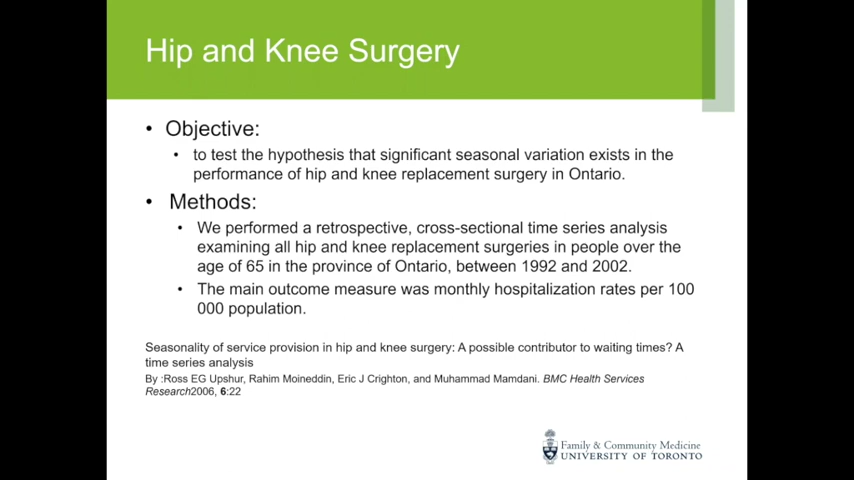 Hip and Knee Surgery
• Objective:
• to test the hypothesis that significant seasonal variation exists in the
performance of hip and knee replacement surgery in Ontario.
• Methods:
• We performed a retrospective, cross-sectional time series analysis
examining all hip and knee replacement surgeries in people over the
age of 65 in the province of Ontario, between 1992 and 2002.
• The main outcome measure was monthly hospitalization rates per 100
000 population.
Seasonality of service provision in hip and knee surgery: A possible contributor to waiting times? A
time series analysis
By :Ross EG Upshur, Rahim Moineddin, Eric J Crighton, and Muhammad Mamdani. BMC Health Services
Research2006, 6:22
Family & Community Medicine
UNIVERSITY OF TORONTO